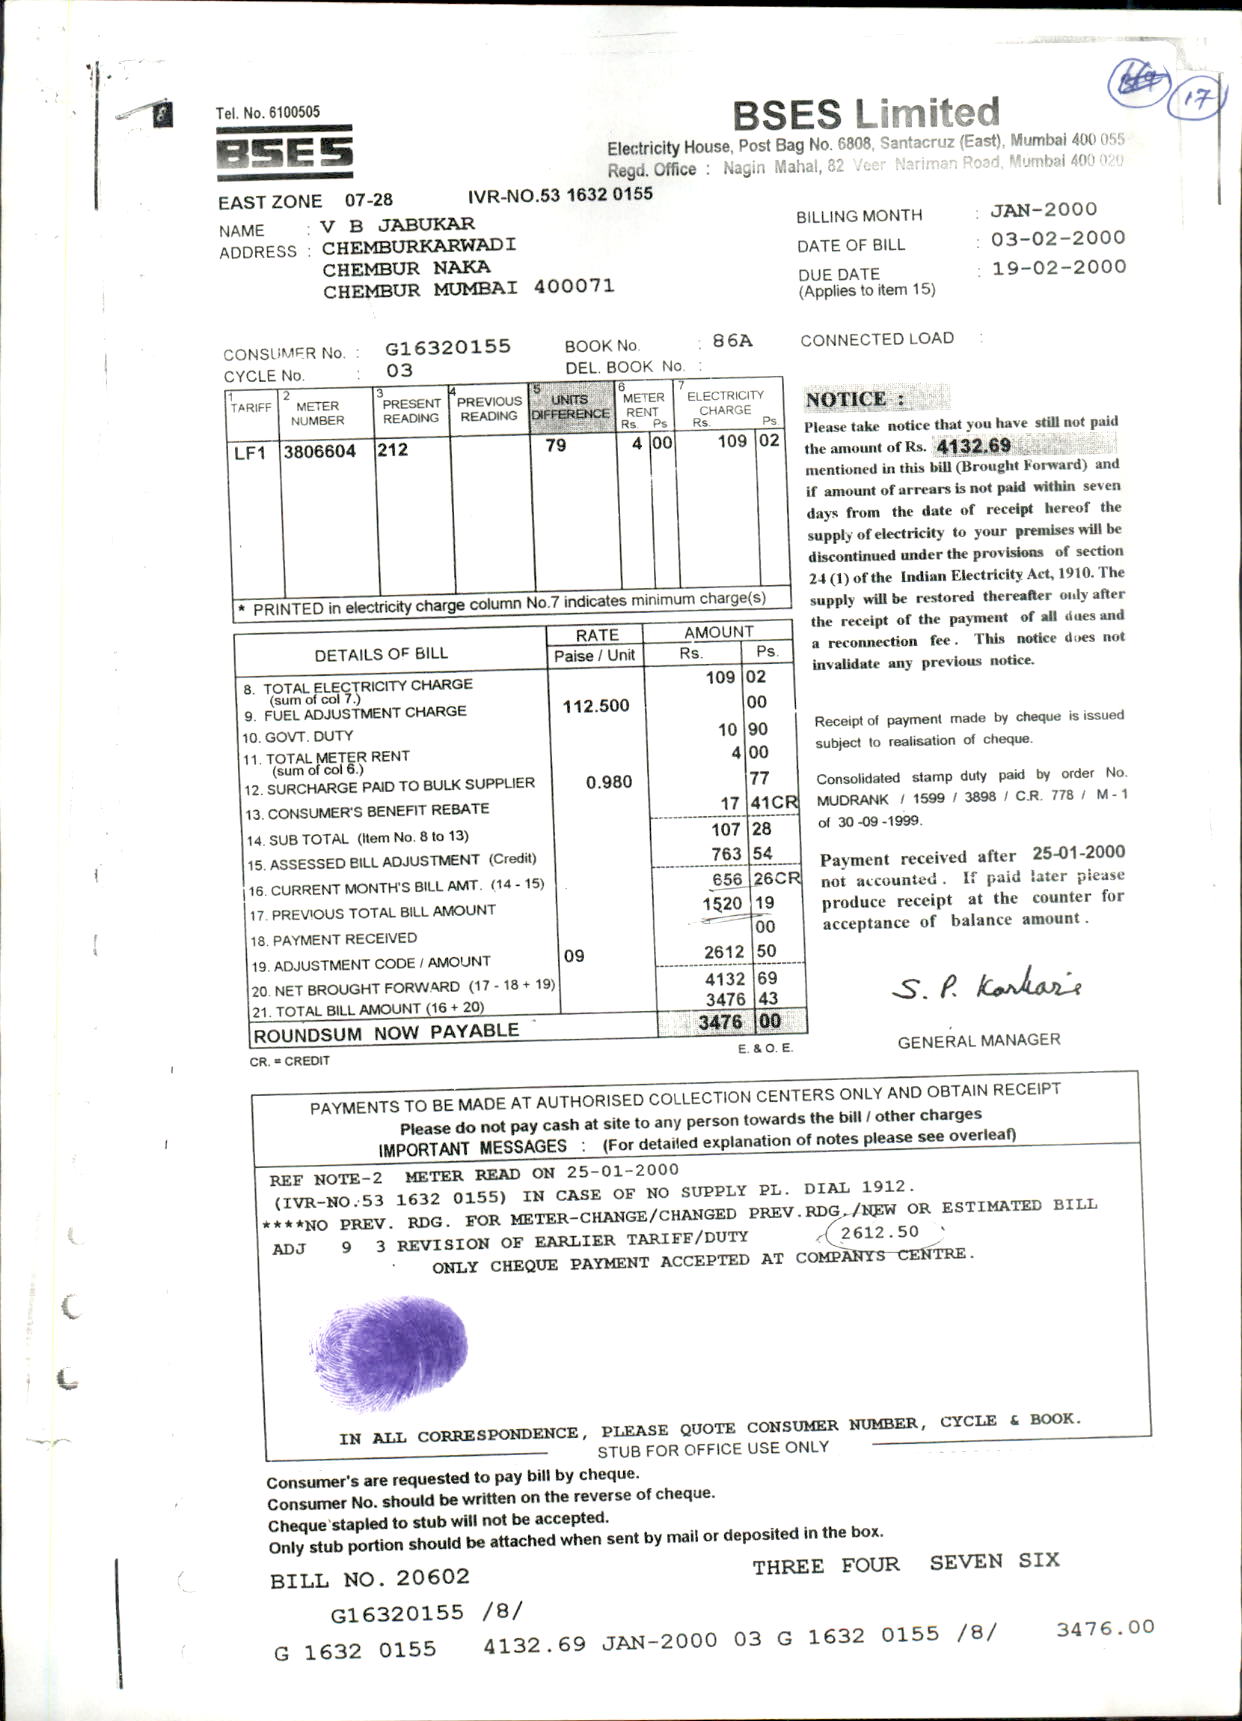 17
8
Tel. No. 6100505
BSES
BSES Limited
Electricity House, Post Bag No. 6808, Santacruz (East), Mumbai 400 055
Regd. Office : Nagin Mahal, 82 Veer Nariman Road, Mumbai 400 020
EAST ZONE 07-28 IVR-NO.53 1632 0155
NAME : V B JABUKAR
ADDRESS : CHEMBURKARWADI
CHEMBUR NAKA
CHEMBUR MUMBAI 400071
BILLING MONTH : JAN-2000
DATE OF BILL : 03-02-2000
DUE DATE : 19-02-2000
(Applies to item 15)
CONSUMER No. : G16320155 BOOK No. : 86A CONNECTED LOAD :
CYCLE No. : 03 DEL. BOOK No. :
1 TARIFF 2 METER NUMBER 3 PRESENT READING 4 PREVIOUS READING 5 UNITS DIFFERENCE 6 METER RENT Rs. Ps 7 ELECTRICITY CHARGE Rs. Ps.
LF1 3806604 212 79 4 00 109 02
* PRINTED in electricity charge column No.7 indicates minimum charge(s)
NOTICE :
Please take notice that you have still not paid
the amount of Rs. 4132.69
mentioned in this bill (Brought Forward) and
if amount of arrears is not paid within seven
days from the date of receipt hereof the
supply of electricity to your premises will be
discontinued under the provisions of section
24 (1) of the Indian Electricity Act, 1910. The
supply will be restored thereafter only after
the receipt of the payment of all dues and
a reconnection fee . This notice does not
invalidate any previous notice.
DETAILS OF BILL RATE Paise / Unit AMOUNT Rs. Ps.
8. TOTAL ELECTRICITY CHARGE 109 02
(sum of col 7.)
9. FUEL ADJUSTMENT CHARGE 112.500 00
10. GOVT. DUTY 10 90
11. TOTAL METER RENT 4 00
(sum of col 6.)
12. SURCHARGE PAID TO BULK SUPPLIER 0.980 77
13. CONSUMER'S BENEFIT REBATE 17 41CR
14. SUB TOTAL (Item No. 8 to 13) 107 28
15. ASSESSED BILL ADJUSTMENT (Credit) 763 54
16. CURRENT MONTH'S BILL AMT. (14 - 15) 656 26CR
17. PREVIOUS TOTAL BILL AMOUNT 1520 19
18. PAYMENT RECEIVED 00
19. ADJUSTMENT CODE / AMOUNT 09 2612 50
20. NET BROUGHT FORWARD (17 - 18 + 19) 4132 69
21. TOTAL BILL AMOUNT (16 + 20) 3476 43
ROUNDSUM NOW PAYABLE 3476 00
CR. = CREDIT E. & O. E.
Receipt of payment made by cheque is issued
subject to realisation of cheque.
Consolidated stamp duty paid by order No.
MUDRANK / 1599 / 3898 / C.R. 778 / M - 1
of 30 -09 -1999.
Payment received after 25-01-2000
not accounted . If paid later please
produce receipt at the counter for
acceptance of balance amount .
S. P. Karkare
GENERAL MANAGER
PAYMENTS TO BE MADE AT AUTHORISED COLLECTION CENTERS ONLY AND OBTAIN RECEIPT
Please do not pay cash at site to any person towards the bill / other charges
IMPORTANT MESSAGES : (For detailed explanation of notes please see overleaf)
REF NOTE-2 METER READ ON 25-01-2000
(IVR-NO.:53 1632 0155) IN CASE OF NO SUPPLY PL. DIAL 1912.
****NO PREV. RDG. FOR METER-CHANGE/CHANGED PREV.RDG./NEW OR ESTIMATED BILL
ADJ 9 3 REVISION OF EARLIER TARIFF/DUTY 2612.50
ONLY CHEQUE PAYMENT ACCEPTED AT COMPANYS CENTRE.
IN ALL CORRESPONDENCE, PLEASE QUOTE CONSUMER NUMBER, CYCLE & BOOK.
STUB FOR OFFICE USE ONLY
Consumer's are requested to pay bill by cheque.
Consumer No. should be written on the reverse of cheque.
Cheque stapled to stub will not be accepted.
Only stub portion should be attached when sent by mail or deposited in the box.
BILL NO. 20602 THREE FOUR SEVEN SIX
G16320155 /8/
G 1632 0155 4132.69 JAN-2000 03 G 1632 0155 /8/ 3476.00